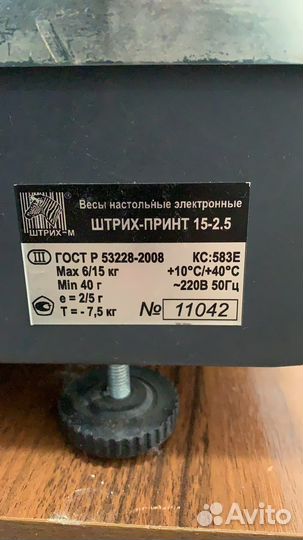 Весы настольные электронные
ШТРИХ-ПРИНТ 15-2.5
ШТРИХ-М
III ГОСТ Р 53228-2008 КС:583E
Max 6/15 кг +10°C/+40°C
Min 40 г ~220В 50Гц
e = 2/5 г
T = - 7,5 кг № 11042
Avito